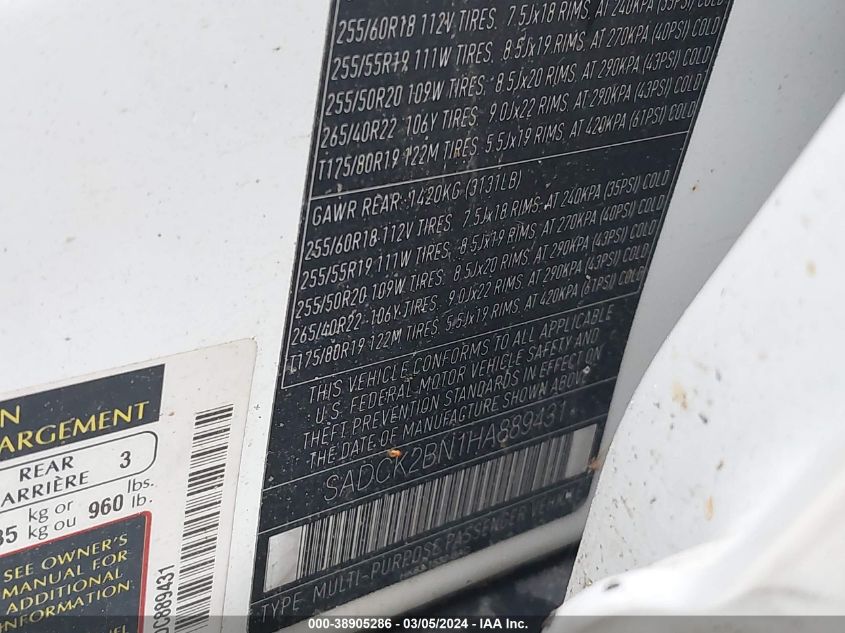 255/60R18 112V TIRES, 7.5Jx18 RIMS, AT 240KPA (35PSI) COLD
255/55R19 111W TIRES, 8.5Jx19 RIMS, AT 270KPA (40PSI) COLD
255/50R20 109W TIRES, 8.5Jx20 RIMS, AT 290KPA (43PSI) COLD
265/40R22 106Y TIRES, 9.0Jx22 RIMS, AT 290KPA (43PSI) COLD
T175/80R19 122M TIRES, 5.5Jx19 RIMS, AT 420KPA (61PSI) COLD
GAWR REAR: 1420KG (3131LB)
255/60R18 112V TIRES, 7.5Jx18 RIMS, AT 240KPA (35PSI) COLD
255/55R19 111W TIRES, 8.5Jx19 RIMS, AT 270KPA (40PSI) COLD
255/50R20 109W TIRES, 8.5Jx20 RIMS, AT 290KPA (43PSI) COLD
265/40R22 106Y TIRES, 9.0Jx22 RIMS, AT 290KPA (43PSI) COLD
T175/80R19 122M TIRES, 5.5Jx19 RIMS, AT 420KPA (61PSI) COLD
THIS VEHICLE CONFORMS TO ALL APPLICABLE
U.S. FEDERAL MOTOR VEHICLE SAFETY AND
THEFT PREVENTION STANDARDS IN EFFECT ON
THE DATE OF MANUFACTURE SHOWN ABOVE
SADCK2BN1HA889431
TYPE MULTI-PURPOSE PASSENGER VEHICLE
N
ARGEMENT
REAR 3
ARRIÈRE
35 kg or 960 lb.
kg ou lb.
SEE OWNER'S
MANUAL FOR
ADDITIONAL
INFORMATION
DC889431
000-38905286 - 03/05/2024 - IAA Inc.